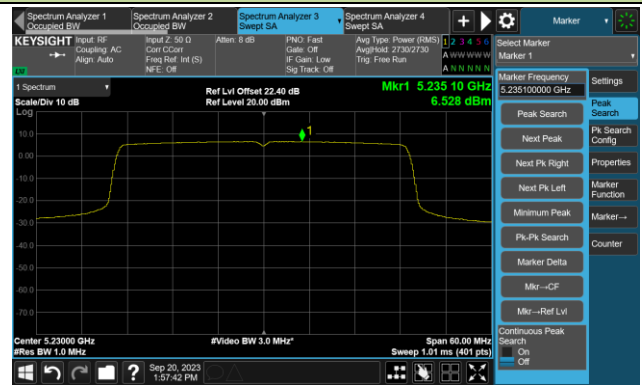 Spectrum Analyzer 1
Occupied BW
Spectrum Analyzer 2
Occupied BW
Spectrum Analyzer 3
Swept SA
Spectrum Analyzer 4
Swept SA
Marker
KEYSIGHT
Input: RF
Coupling: AC
Align: Auto
Input Z: 50 Ω
Corr CCorr
Freq Ref: Int (S)
NFE: Off
Atten: 8 dB
PNO: Fast
Gate: Off
IF Gain: Low
Sig Track: Off
Avg Type: Power (RMS)
Avg|Hold: 2730/2730
Trig: Free Run
1 2 3 4 5 6
A W W W W W
A N N N N N
LXI
Select Marker
Marker 1
1 Spectrum
Scale/Div 10 dB
Log
Ref Lvl Offset 22.40 dB
Ref Level 20.00 dBm
Mkr1 5.235 10 GHz
6.528 dBm
1
10.0
0.00
-10.0
-20.0
-30.0
-40.0
-50.0
-60.0
-70.0
Center 5.23000 GHz
#Res BW 1.0 MHz
#Video BW 3.0 MHz*
Span 60.00 MHz
Sweep 1.01 ms (401 pts)
Marker Frequency
5.235100000 GHz
Peak Search
Next Peak
Next Pk Right
Next Pk Left
Minimum Peak
Pk-Pk Search
Marker Delta
Mkr→CF
Mkr→Ref Lvl
Continuous Peak
Search
On
Off
Settings
Peak
Search
Pk Search
Config
Properties
Marker
Function
Marker→
Counter
Sep 20, 2023
1:57:42 PM